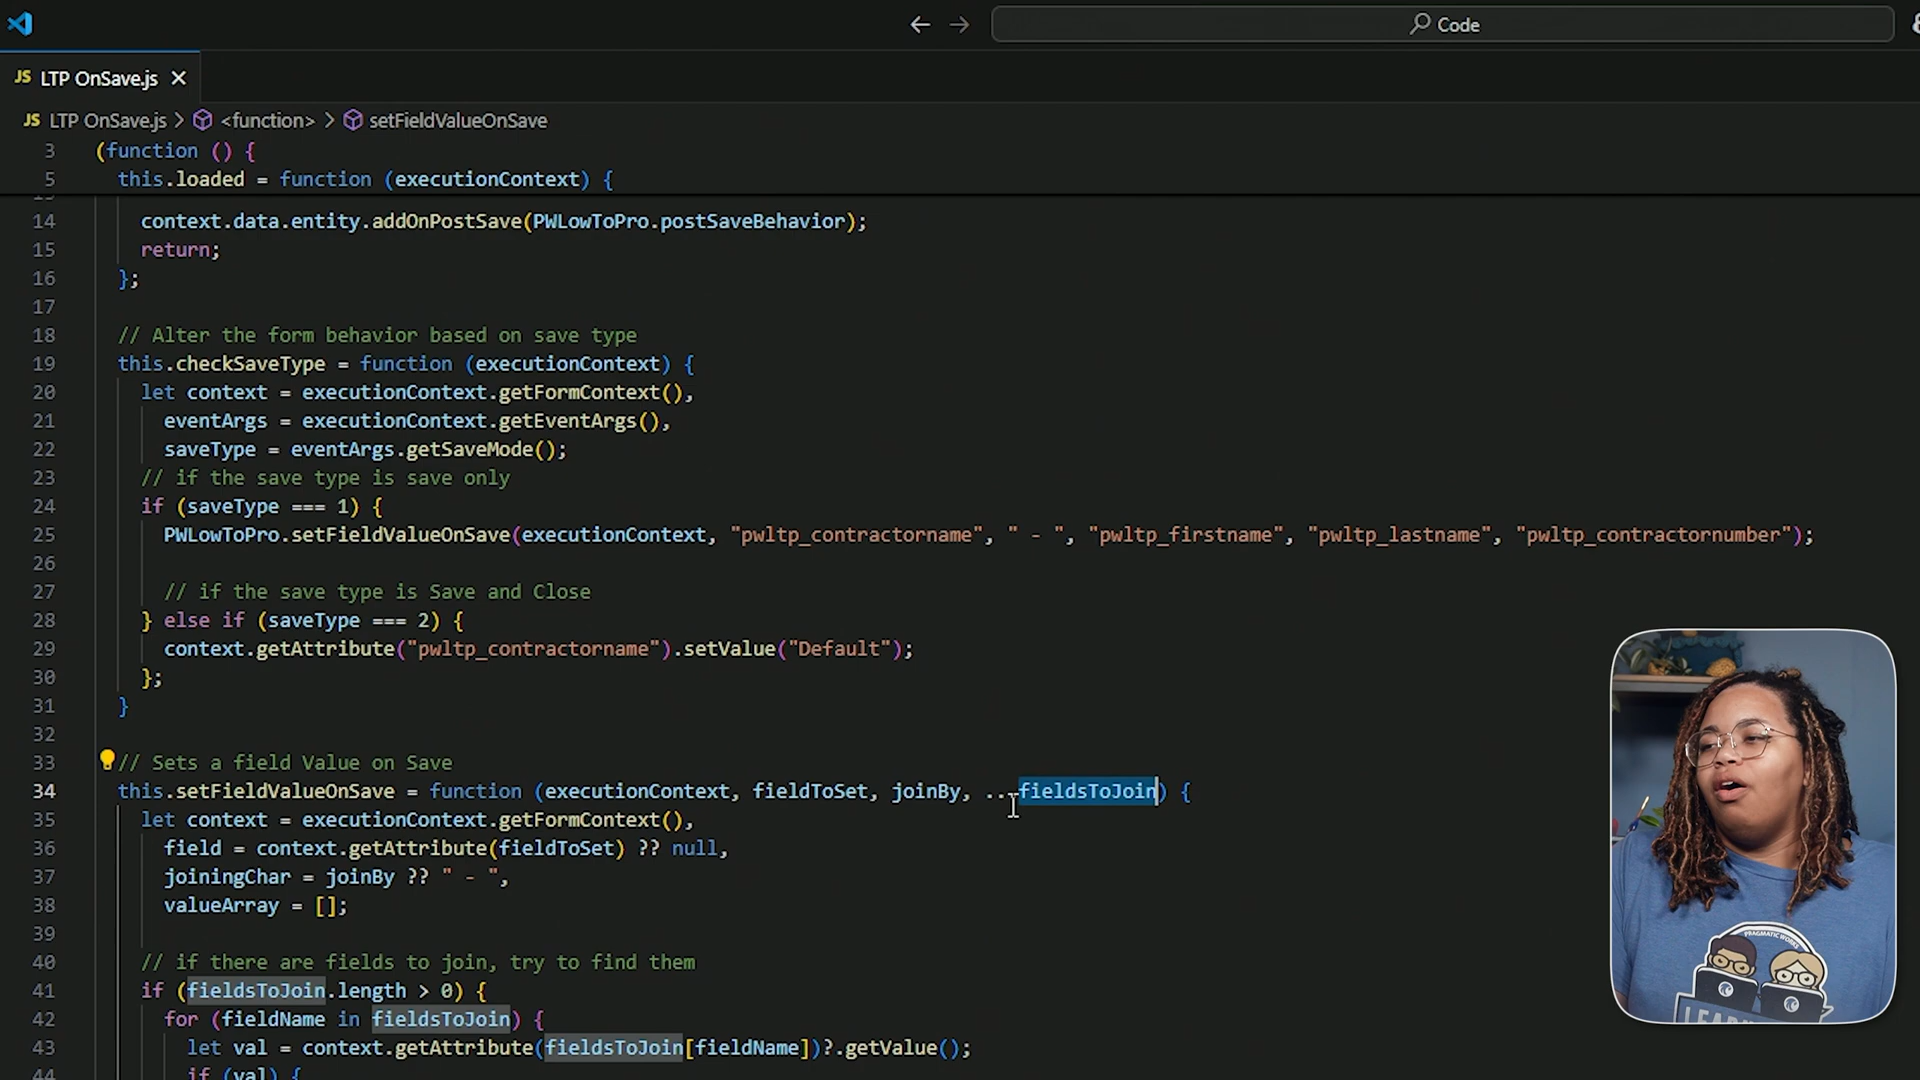 Code
JS LTP OnSave.js
JS LTP OnSave.js > <function> > setFieldValueOnSave
3 (function () {
5 this.loaded = function (executionContext) {
14 context.data.entity.addOnPostSave(PWLowToPro.postSaveBehavior);
15 return;
16 };
17
18 // Alter the form behavior based on save type
19 this.checkSaveType = function (executionContext) {
20 let context = executionContext.getFormContext(),
21 eventArgs = executionContext.getEventArgs(),
22 saveType = eventArgs.getSaveMode();
23 // if the save type is save only
24 if (saveType === 1) {
25 PWLowToPro.setFieldValueOnSave(executionContext, "pwltp_contractorname", " - ", "pwltp_firstname", "pwltp_lastname", "pwltp_contractornumber");
26
27 // if the save type is Save and Close
28 } else if (saveType === 2) {
29 context.getAttribute("pwltp_contractorname").setValue("Default");
30 };
31 }
32
33 // Sets a field Value on Save
34 this.setFieldValueOnSave = function (executionContext, fieldToSet, joinBy, ...fieldsToJoin) {
35 let context = executionContext.getFormContext(),
36 field = context.getAttribute(fieldToSet) ?? null,
37 joiningChar = joinBy ?? " - ",
38 valueArray = [];
39
40 // if there are fields to join, try to find them
41 if (fieldsToJoin.length > 0) {
42 for (fieldName in fieldsToJoin) {
43 let val = context.getAttribute(fieldsToJoin[fieldName])?.getValue();
44 if (val) {
PRAGMATIC WORKS